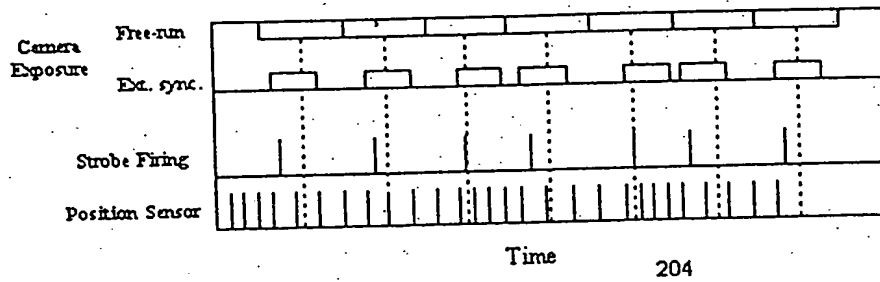 Free-run
Camera
Exposure
Ext. sync.
Strobe Firing
Position Sensor
Time
204